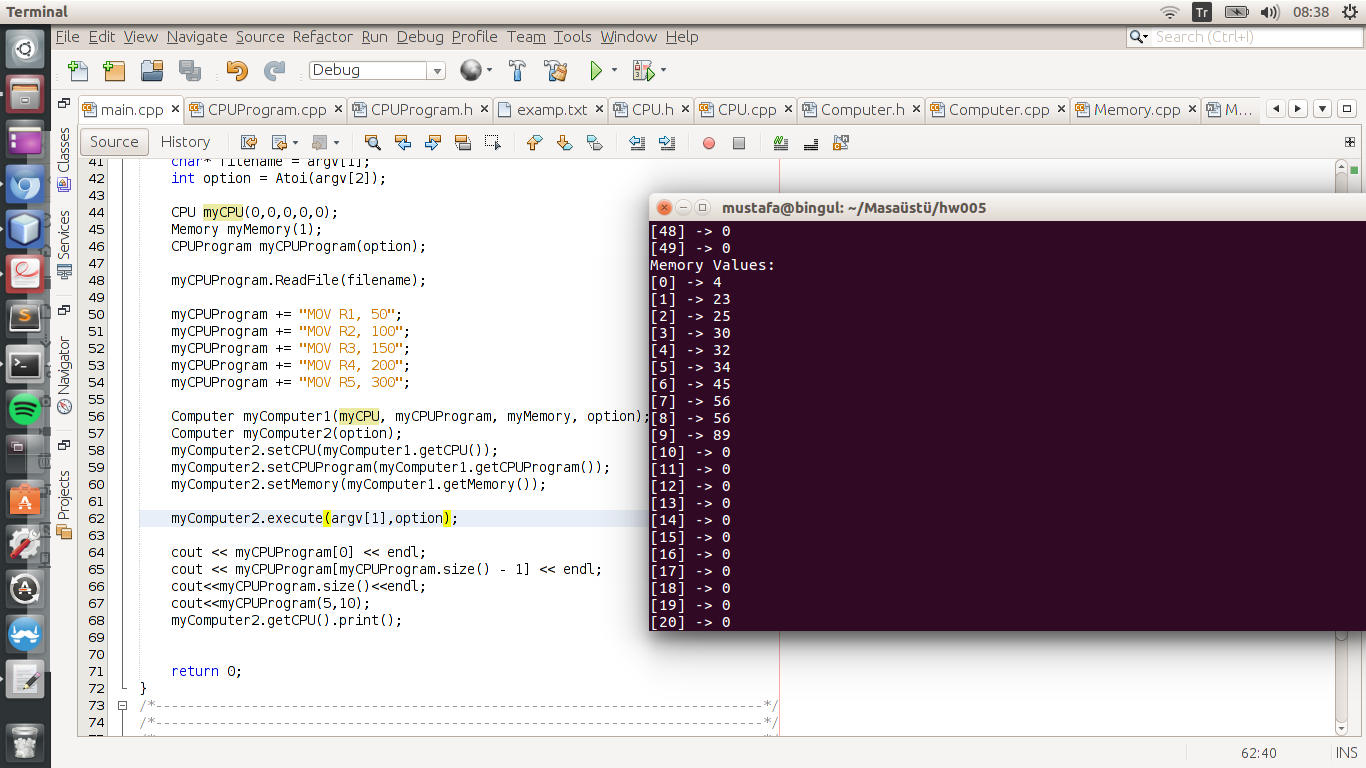 Terminal
Tr
08:38
File Edit View Navigate Source Refactor Run Debug Profile Team Tools Window Help
Search (Ctrl+I)
Debug
main.cpp CPUProgram.cpp CPUProgram.h examp.txt CPU.h CPU.cpp Computer.h Computer.cpp Memory.cpp M...
Source History
Classes
Services
Navigator
Projects
41 char* filename = argv[1];
42 int option = Atoi(argv[2]);
43
44 CPU myCPU(0,0,0,0,0);
45 Memory myMemory(1);
46 CPUProgram myCPUProgram(option);
47
48 myCPUProgram.ReadFile(filename);
49
50 myCPUProgram += "MOV R1, 50";
51 myCPUProgram += "MOV R2, 100";
52 myCPUProgram += "MOV R3, 150";
53 myCPUProgram += "MOV R4, 200";
54 myCPUProgram += "MOV R5, 300";
55
56 Computer myComputer1(myCPU, myCPUProgram, myMemory, option);
57 Computer myComputer2(option);
58 myComputer2.setCPU(myComputer1.getCPU());
59 myComputer2.setCPUProgram(myComputer1.getCPUProgram());
60 myComputer2.setMemory(myComputer1.getMemory());
61
62 myComputer2.execute(argv[1],option);
63
64 cout << myCPUProgram[0] << endl;
65 cout << myCPUProgram[myCPUProgram.size() - 1] << endl;
66 cout<<myCPUProgram.size()<<endl;
67 cout<<myCPUProgram(5,10);
68 myComputer2.getCPU().print();
69
70
71 return 0;
72 }
73 /*----------------------------------------------------------------------------*/
74 /*----------------------------------------------------------------------------*/
mustafa@bingul: ~/Masaüstü/hw005
[48] -> 0
[49] -> 0
Memory Values:
[0] -> 4
[1] -> 23
[2] -> 25
[3] -> 30
[4] -> 32
[5] -> 34
[6] -> 45
[7] -> 56
[8] -> 56
[9] -> 89
[10] -> 0
[11] -> 0
[12] -> 0
[13] -> 0
[14] -> 0
[15] -> 0
[16] -> 0
[17] -> 0
[18] -> 0
[19] -> 0
[20] -> 0
62:40
INS